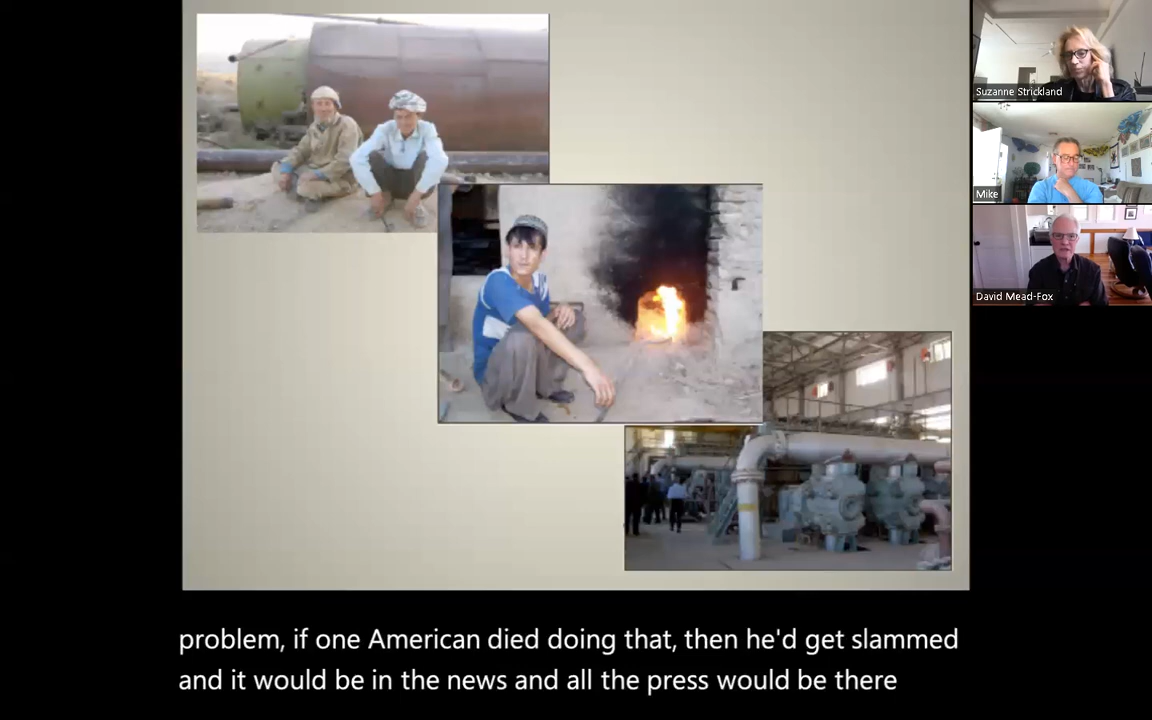 Suzanne Strickland
Mike
David Mead-Fox
problem, if one American died doing that, then he'd get slammed
and it would be in the news and all the press would be there